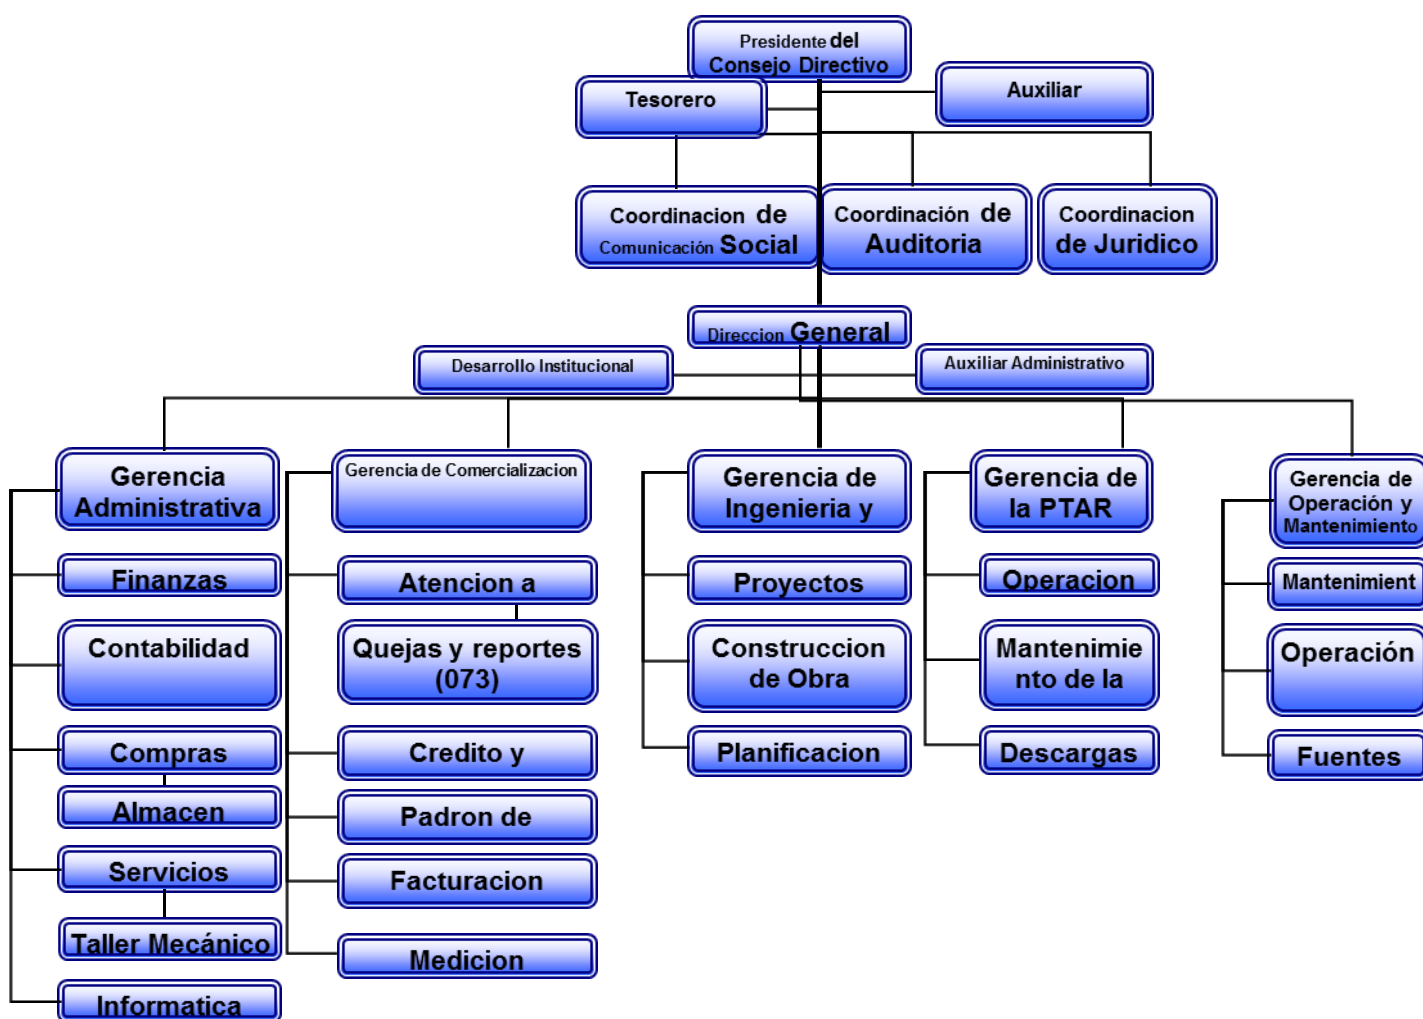 Presidente del
Consejo Directivo
Tesorero
Auxiliar
Coordinacion de
Comunicación Social
Coordinación de
Auditoria
Coordinacion
de Juridico
Direccion General
Desarrollo Institucional
Auxiliar Administrativo
Gerencia
Administrativa
Finanzas
Contabilidad
Compras
Almacen
Servicios
Taller Mecánico
Informatica
Gerencia de Comercializacion
Atencion a
Quejas y reportes
(073)
Credito y
Padron de
Facturacion
Medicion
Gerencia de
Ingenieria y
Proyectos
Construccion
de Obra
Planificacion
Gerencia de
la PTAR
Operacion
Mantenimie
nto de la
Descargas
Gerencia de
Operación y
Mantenimiento
Mantenimient
Operación
Fuentes